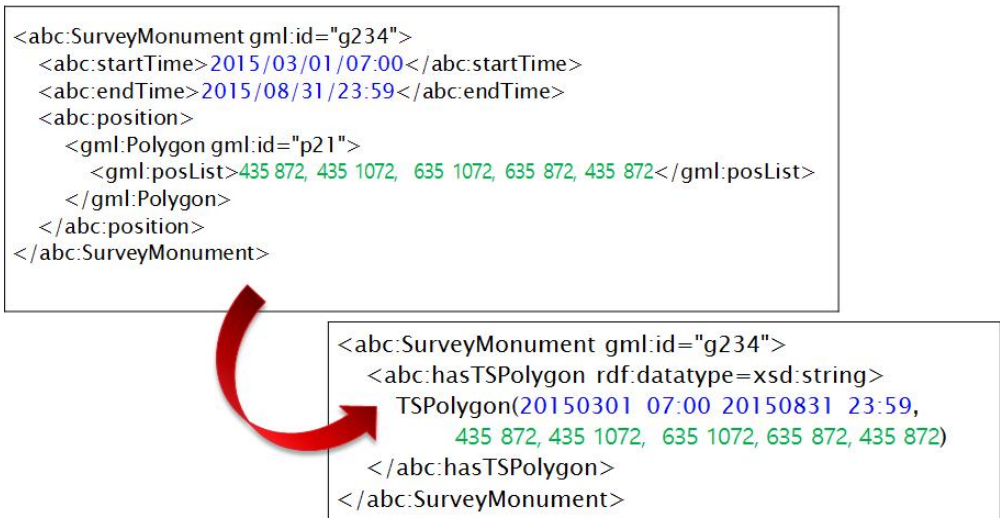 <abc:SurveyMonument gml:id="g234">
<abc:startTime>2015/03/01/07:00</abc:startTime>
<abc:endTime>2015/08/31/23:59</abc:endTime>
<abc:position>
<gml:Polygon gml:id="p21">
<gml:posList>435 872, 435 1072, 635 1072, 635 872, 435 872</gml:posList>
</gml:Polygon>
</abc:position>
</abc:SurveyMonument>
<abc:SurveyMonument gml:id="g234">
<abc:hasTSPolygon rdf:datatype=xsd:string>
TSPolygon(20150301 07:00 20150831 23:59,
435 872, 435 1072, 635 1072, 635 872, 435 872)
</abc:hasTSPolygon>
</abc:SurveyMonument>